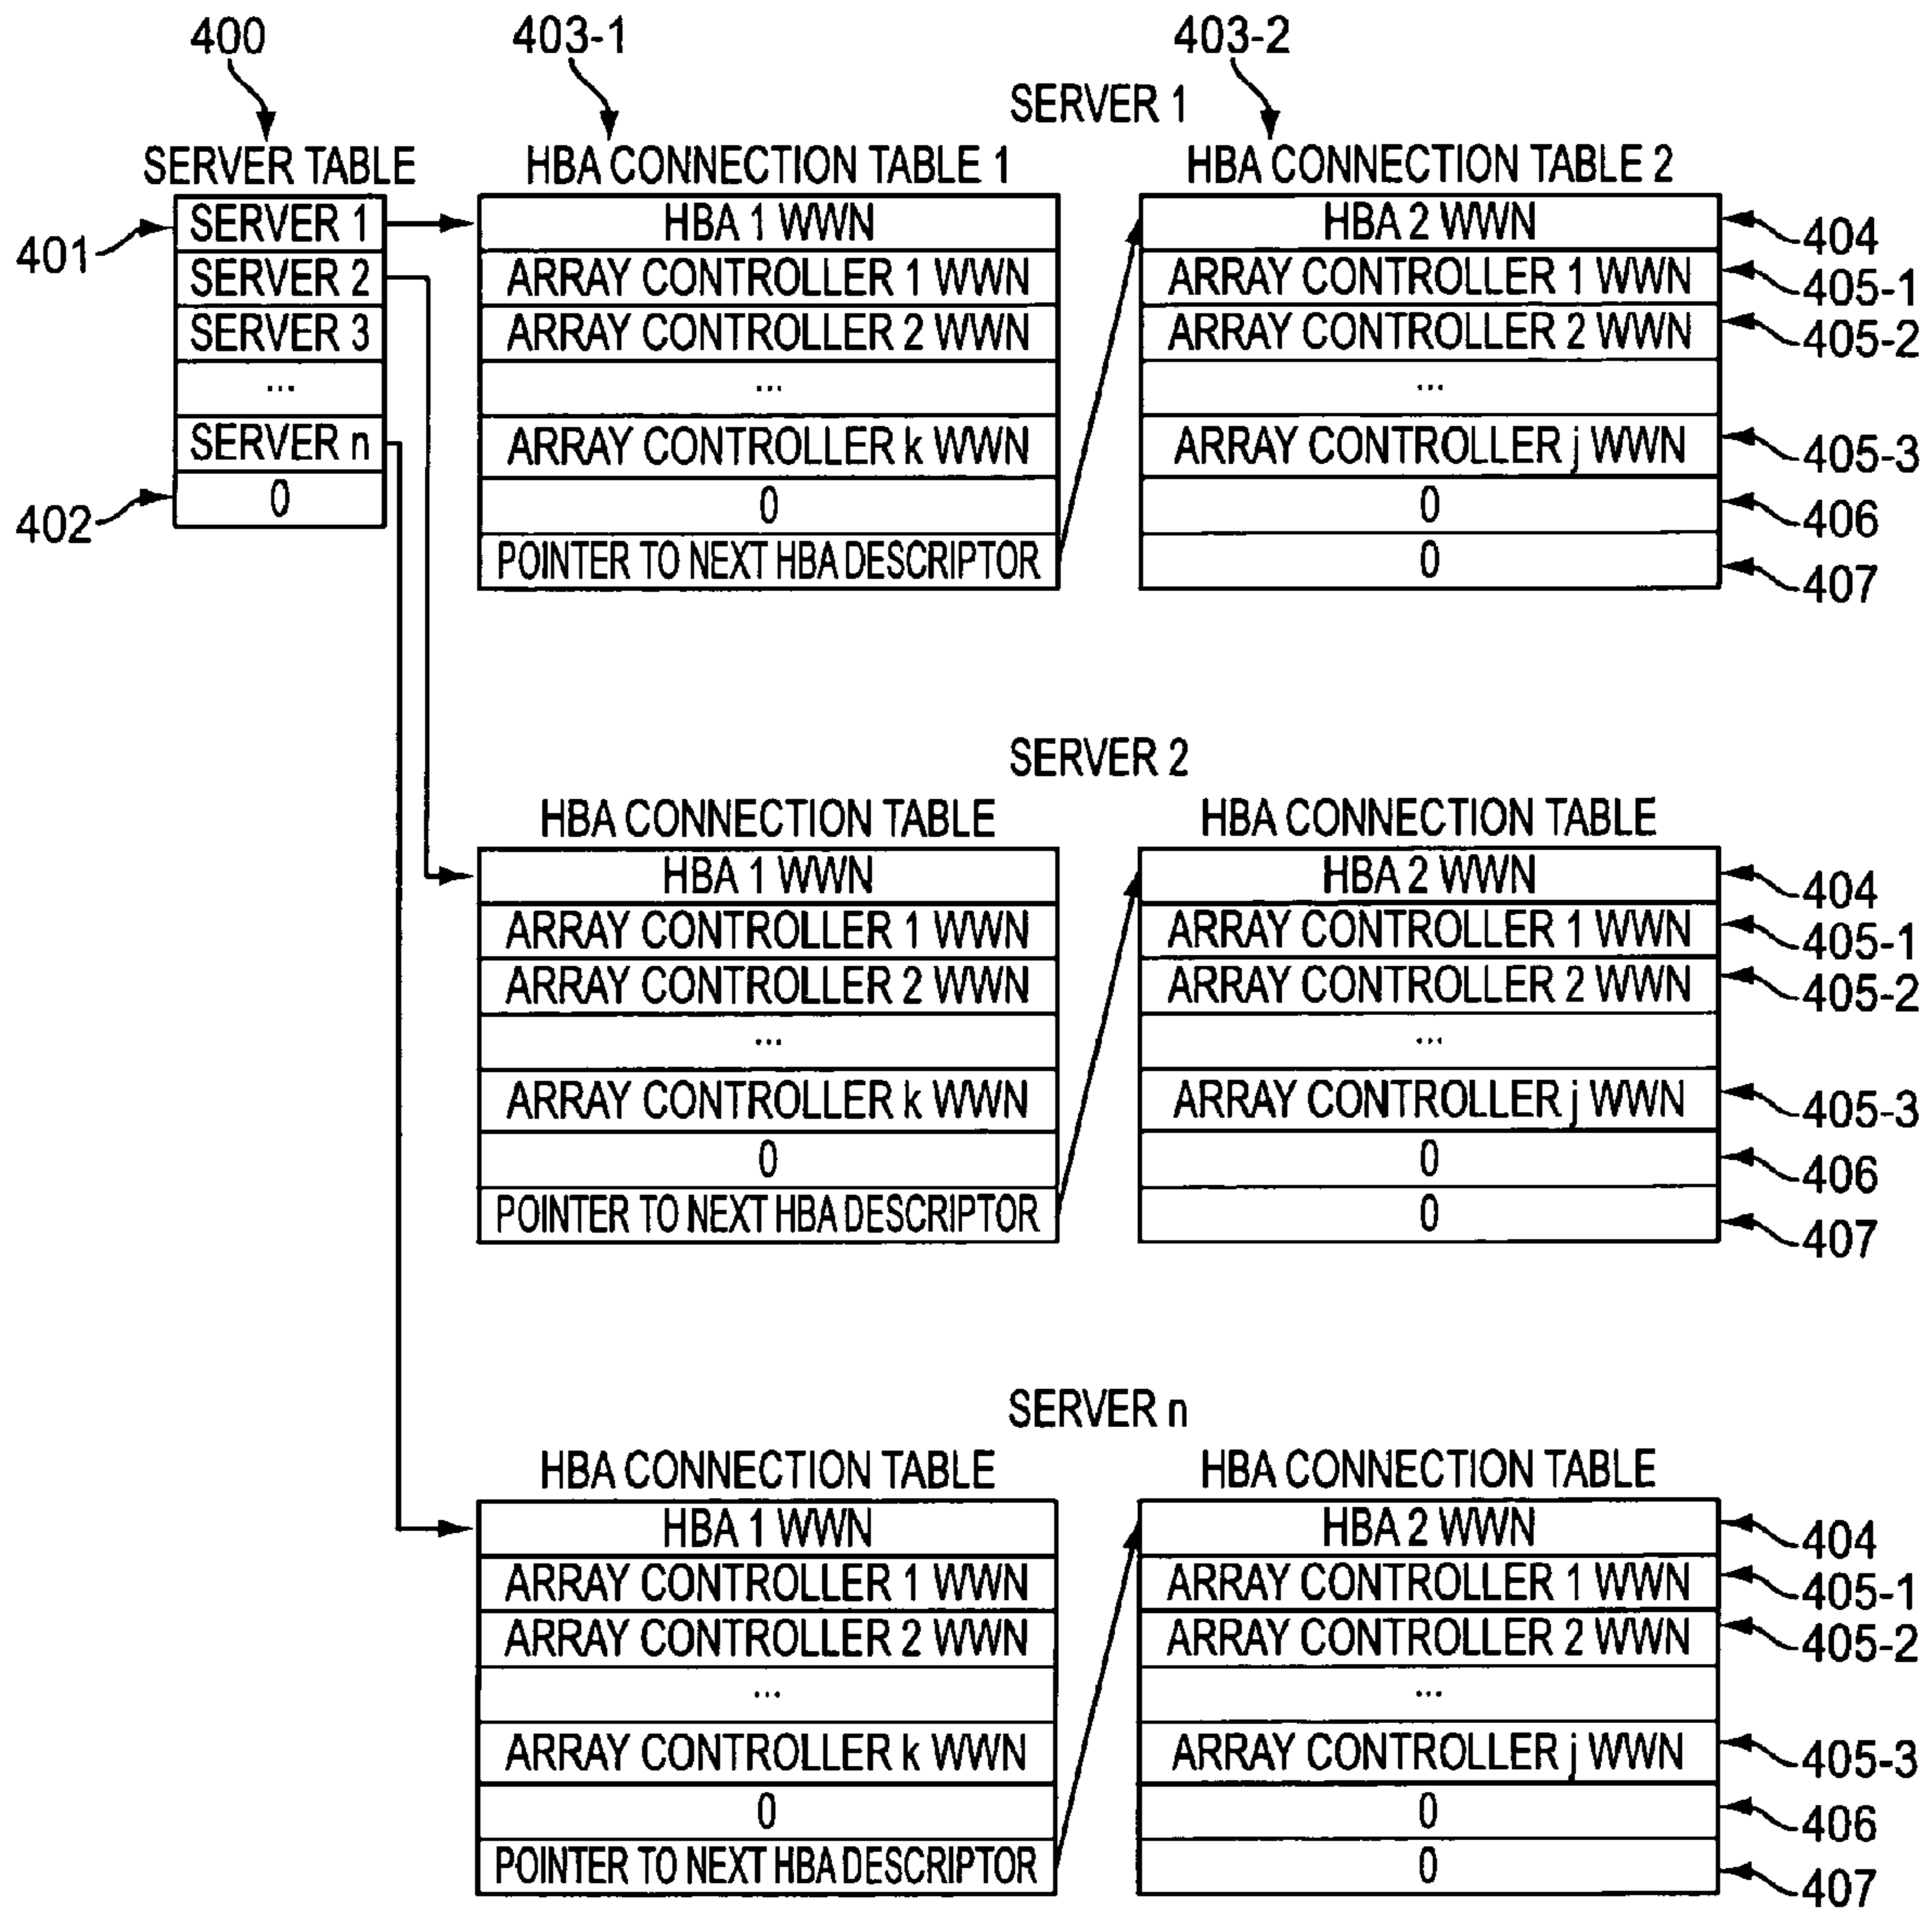 400
403-1
403-2
SERVER 1
SERVER TABLE
HBA CONNECTION TABLE 1
HBA CONNECTION TABLE 2
401
SERVER 1
SERVER 2
SERVER 3
...
SERVER n
0
402
HBA 1 WWN
ARRAY CONTROLLER 1 WWN
ARRAY CONTROLLER 2 WWN
...
ARRAY CONTROLLER k WWN
0
POINTER TO NEXT HBA DESCRIPTOR
HBA 2 WWN
ARRAY CONTROLLER 1 WWN
ARRAY CONTROLLER 2 WWN
...
ARRAY CONTROLLER j WWN
0
0
404
405-1
405-2
405-3
406
407
SERVER 2
HBA CONNECTION TABLE
HBA CONNECTION TABLE
HBA 1 WWN
ARRAY CONTROLLER 1 WWN
ARRAY CONTROLLER 2 WWN
...
ARRAY CONTROLLER k WWN
0
POINTER TO NEXT HBA DESCRIPTOR
HBA 2 WWN
ARRAY CONTROLLER 1 WWN
ARRAY CONTROLLER 2 WWN
...
ARRAY CONTROLLER j WWN
0
0
404
405-1
405-2
405-3
406
407
SERVER n
HBA CONNECTION TABLE
HBA CONNECTION TABLE
HBA 1 WWN
ARRAY CONTROLLER 1 WWN
ARRAY CONTROLLER 2 WWN
...
ARRAY CONTROLLER k WWN
0
POINTER TO NEXT HBA DESCRIPTOR
HBA 2 WWN
ARRAY CONTROLLER 1 WWN
ARRAY CONTROLLER 2 WWN
...
ARRAY CONTROLLER j WWN
0
0
404
405-1
405-2
405-3
406
407